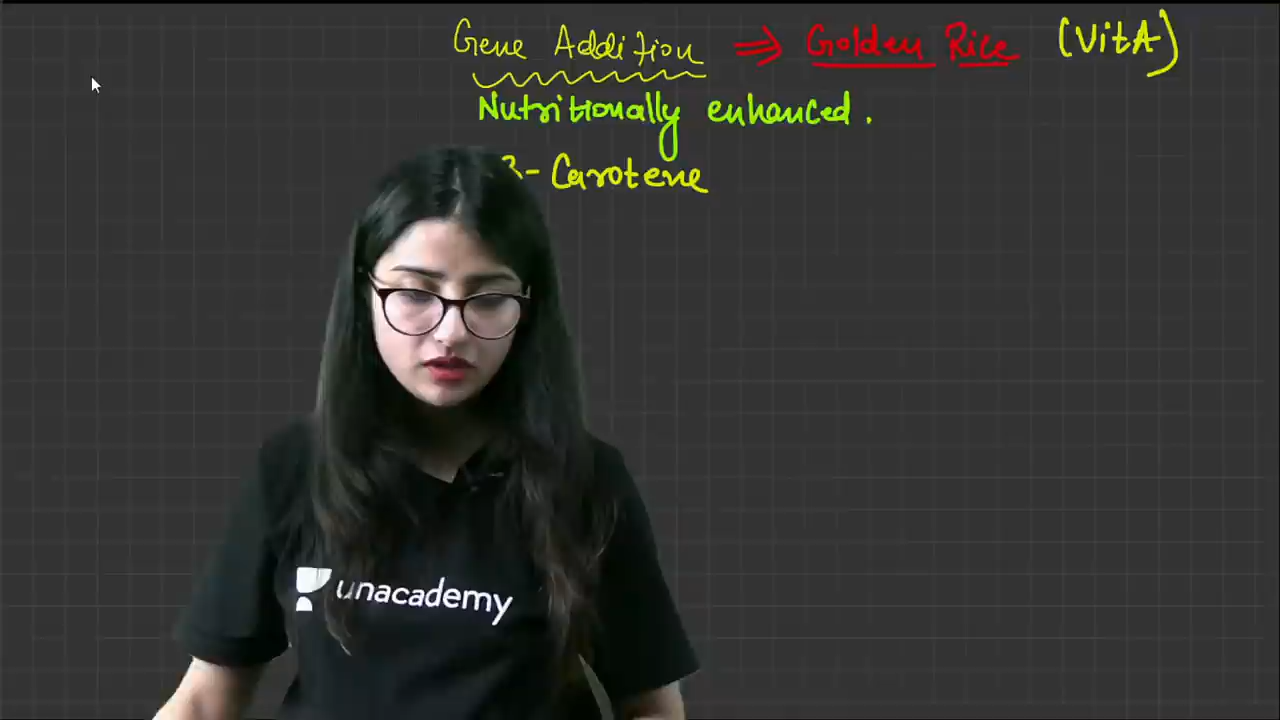 Gene Addition ⇒ Golden Rice (VitA)
Nutritionally enhanced.
β- Carotene
unacademy